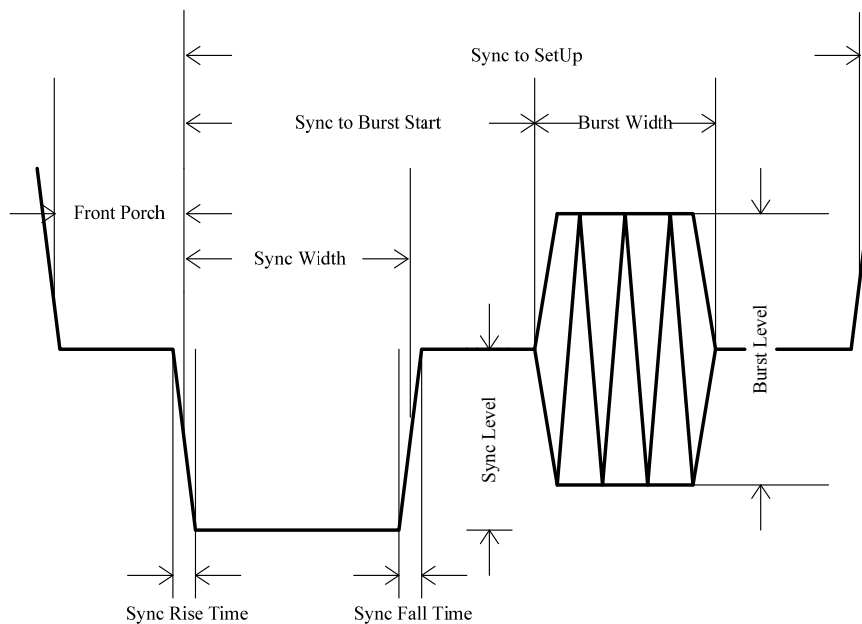 Sync to SetUp
Sync to Burst Start
Burst Width
Front Porch
Sync Width
Burst Level
Sync Level
Sync Rise Time
Sync Fall Time